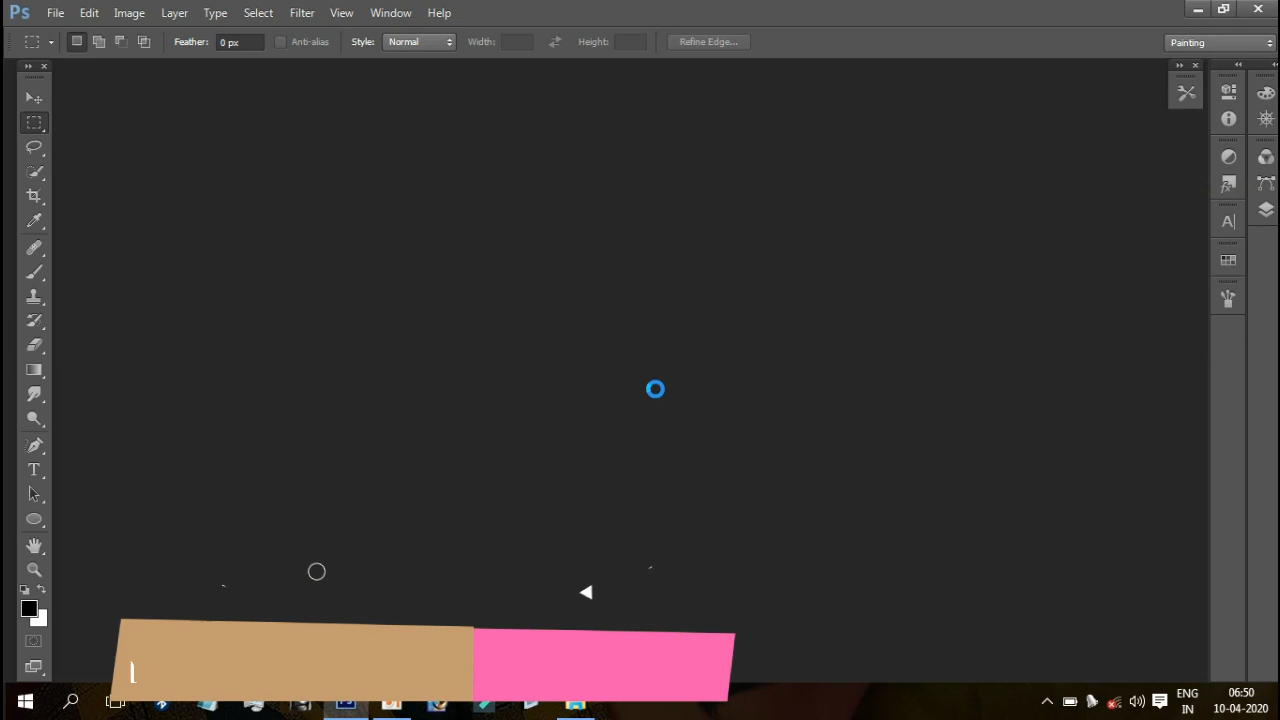 Ps File Edit Image Layer Type Select Filter View Window Help
Feather: 0 px Anti-alias Style: Normal Width: Height: Refine Edge... Painting
ENG 06:50
IN 10-04-2020